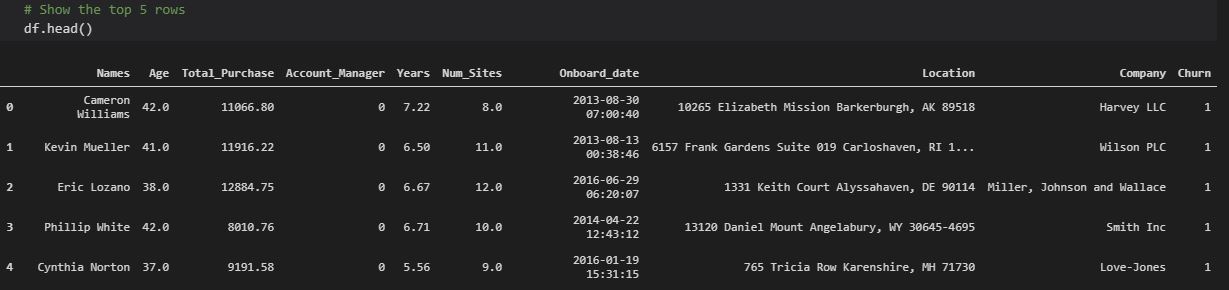 # Show the top 5 rows
df.head()
Names Age Total_Purchase Account_Manager Years Num_Sites Onboard_date Location Company Churn
0 Cameron Williams 42.0 11066.80 0 7.22 8.0 2013-08-30 07:00:40 10265 Elizabeth Mission Barkerburgh, AK 89518 Harvey LLC 1
1 Kevin Mueller 41.0 11916.22 0 6.50 11.0 2013-08-13 00:38:46 6157 Frank Gardens Suite 019 Carloshaven, RI 1... Wilson PLC 1
2 Eric Lozano 38.0 12884.75 0 6.67 12.0 2016-06-29 06:20:07 1331 Keith Court Alyssahaven, DE 90114 Miller, Johnson and Wallace 1
3 Phillip White 42.0 8010.76 0 6.71 10.0 2014-04-22 12:43:12 13120 Daniel Mount Angelabury, WY 30645-4695 Smith Inc 1
4 Cynthia Norton 37.0 9191.58 0 5.56 9.0 2016-01-19 15:31:15 765 Tricia Row Karenshire, MH 71730 Love-Jones 1